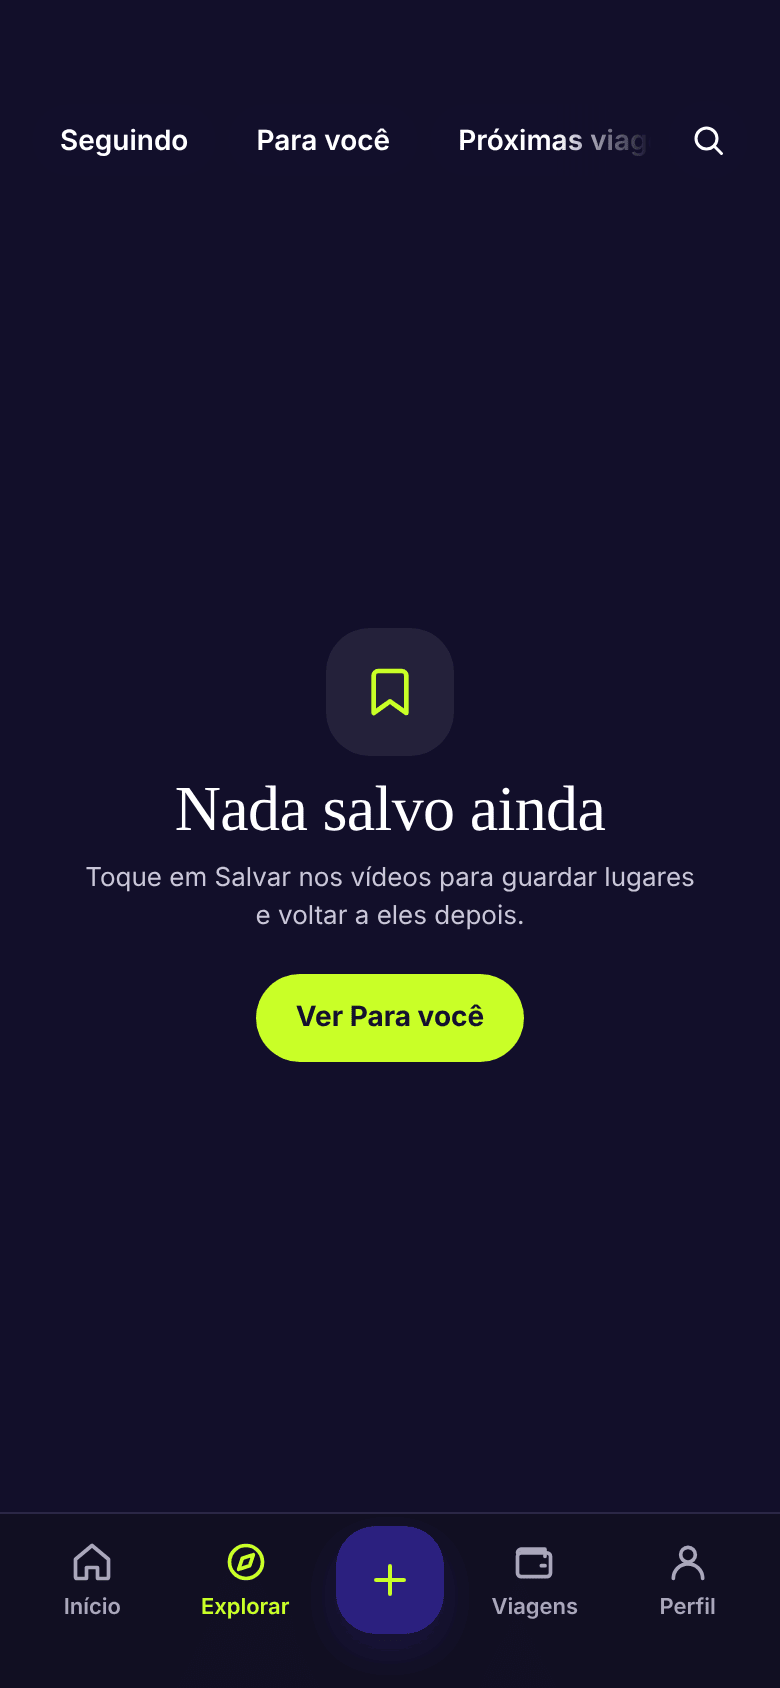 Seguindo Para você Próximas viag
Nada salvo ainda
Toque em Salvar nos vídeos para guardar lugares
e voltar a eles depois.
Ver Para você
Início Explorar Viagens Perfil